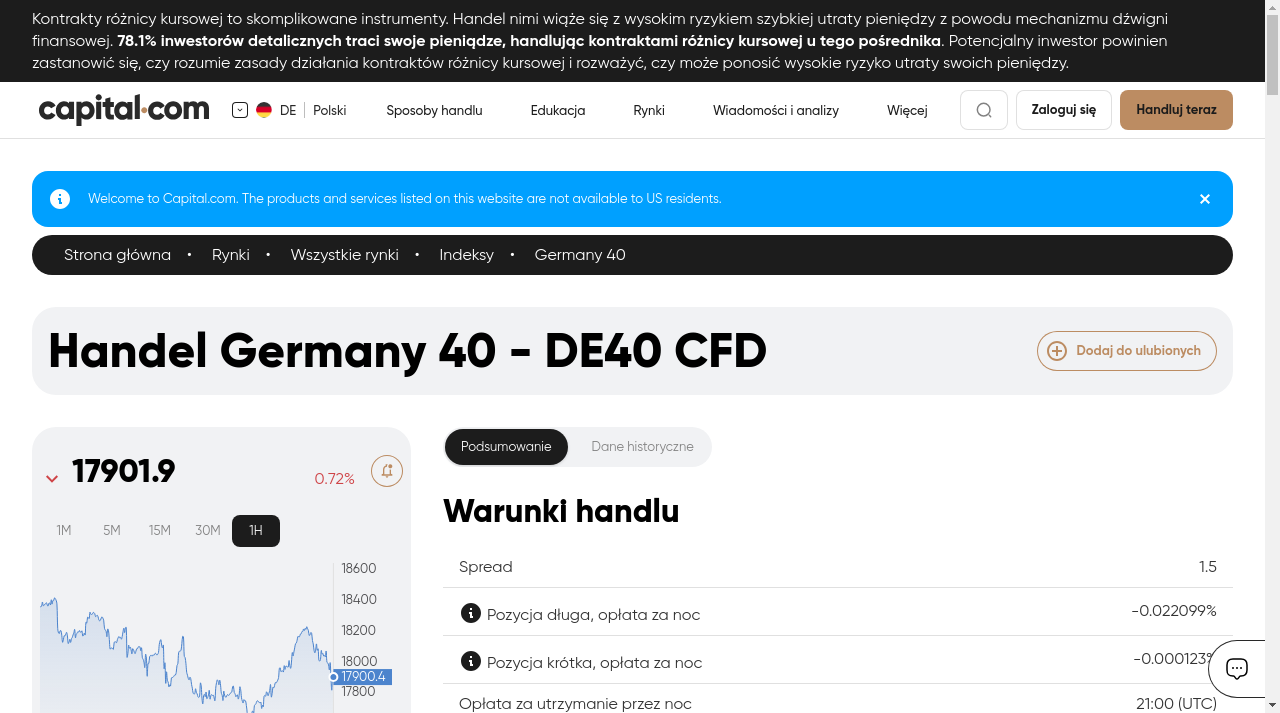 Kontrakty różnicy kursowej to skomplikowane instrumenty. Handel nimi wiąże się z wysokim ryzykiem szybkiej utraty pieniędzy z powodu mechanizmu dźwigni
finansowej. 78.1% inwestorów detalicznych traci swoje pieniądze, handlując kontraktami różnicy kursowej u tego pośrednika. Potencjalny inwestor powinien
zastanowić się, czy rozumie zasady działania kontraktów różnicy kursowej i rozważyć, czy może ponosić wysokie ryzyko utraty swoich pieniędzy.
capital.com DE Polski Sposoby handlu Edukacja Rynki Wiadomości i analizy Więcej Zaloguj się Handluj teraz
Welcome to Capital.com. The products and services listed on this website are not available to US residents.
Strona główna • Rynki • Wszystkie rynki • Indeksy • Germany 40
Handel Germany 40 - DE40 CFD
Dodaj do ulubionych
17901.9 0.72%
1M 5M 15M 30M 1H
18600
18400
18200
18000
17900.4
17800
Podsumowanie Dane historyczne
Warunki handlu
Spread 1.5
Pozycja długa, opłata za noc -0.022099%
Pozycja krótka, opłata za noc -0.000123%
Opłata za utrzymanie przez noc 21:00 (UTC)